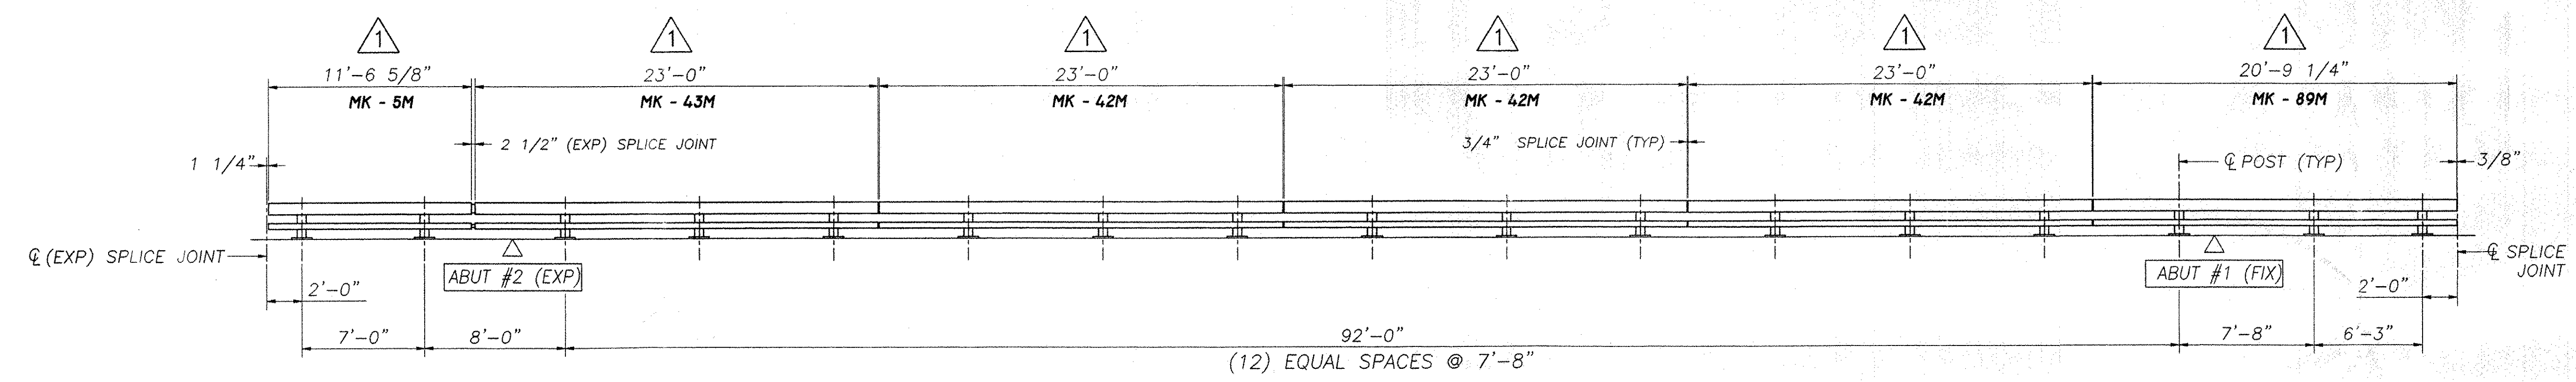 1 1 1 1 1 1
11'-6 5/8" 23'-0" 23'-0" 23'-0" 23'-0" 20'-9 1/4"
MK - 5M MK - 43M MK - 42M MK - 42M MK - 42M MK - 89M
2 1/2" (EXP) SPLICE JOINT 3/4" SPLICE JOINT (TYP)
1 1/4" ℄ POST (TYP) 3/8"
℄ (EXP) SPLICE JOINT ℄ SPLICE
JOINT
ABUT #2 (EXP) ABUT #1 (FIX)
2'-0" 2'-0"
7'-0" 8'-0" 92'-0" 7'-8" 6'-3"
(12) EQUAL SPACES @ 7'-8"